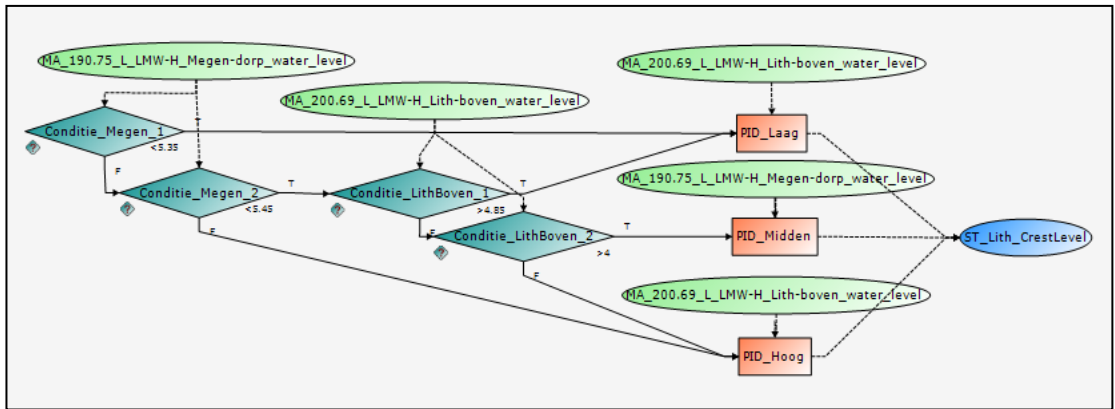 MA_190.75_L_LMW-H_Megen-dorp_water_level
MA_200.69_L_LMW-H_Lith-boven_water_level
MA_200.69_L_LMW-H_Lith-boven_water_level
T
Conditie_Megen_1
<5.35
PID_Laag
F
MA_190.75_L_LMW-H_Megen-dorp_water_level
Conditie_Megen_2
<5.45
T
Conditie_LithBoven_1
>4.85
T
F
F
Conditie_LithBoven_2
>4
T
PID_Midden
ST_Lith_CrestLevel
F
MA_200.69_L_LMW-H_Lith-boven_water_level
PID_Hoog